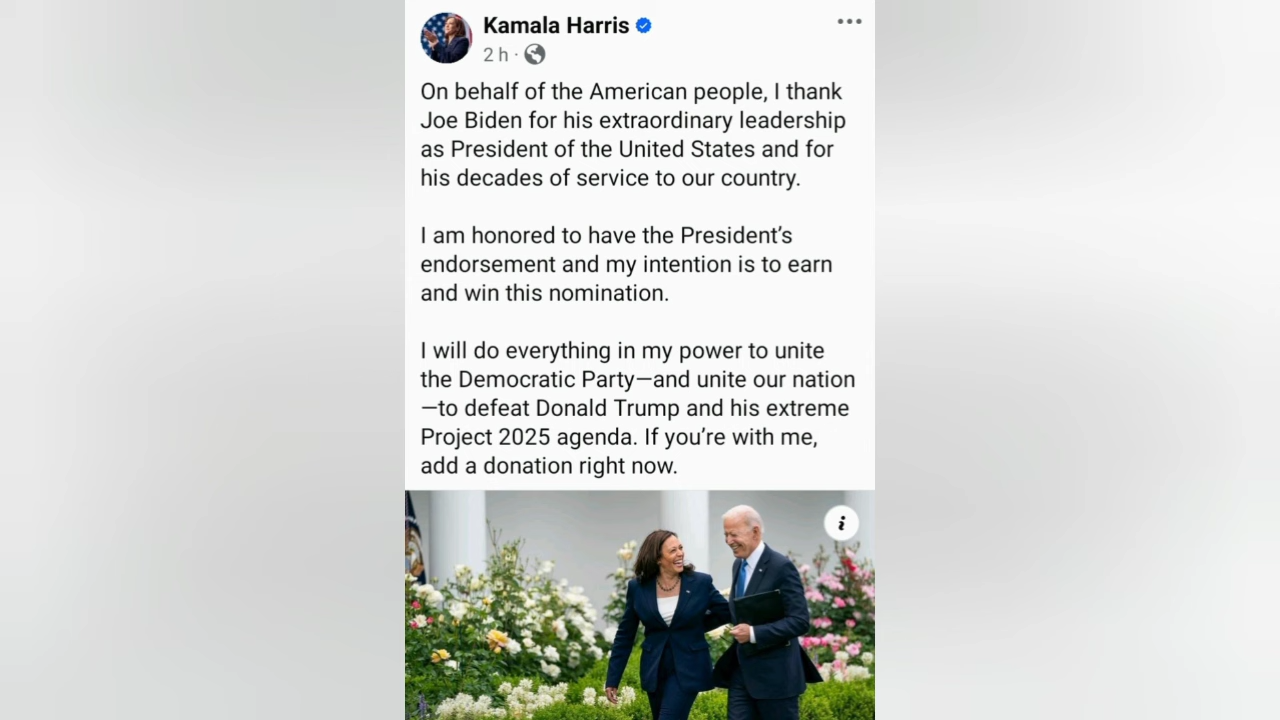 Kamala Harris
2 h ·
On behalf of the American people, I thank
Joe Biden for his extraordinary leadership
as President of the United States and for
his decades of service to our country.
I am honored to have the President’s
endorsement and my intention is to earn
and win this nomination.
I will do everything in my power to unite
the Democratic Party—and unite our nation
—to defeat Donald Trump and his extreme
Project 2025 agenda. If you’re with me,
add a donation right now.
i